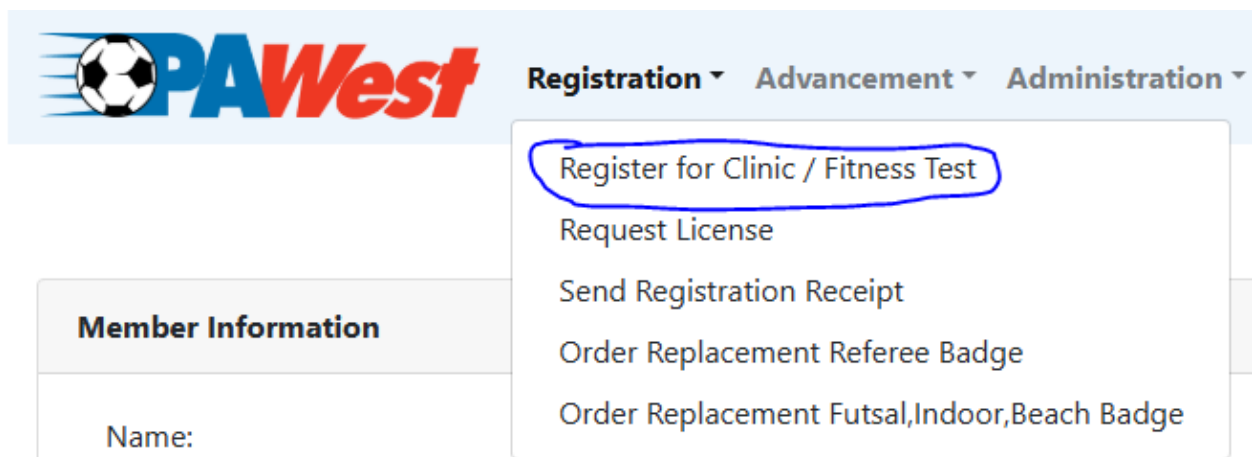 PAWest
Registration Advancement Administration
Register for Clinic / Fitness Test
Request License
Send Registration Receipt
Order Replacement Referee Badge
Order Replacement Futsal,Indoor,Beach Badge
Member Information
Name: